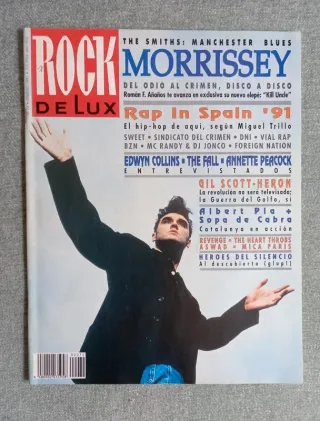 THE SMITHS: MANCHESTER BLUES
ROCK
DE LUX
MORRISSEY
DEL ODIO AL CRIMEN, DISCO A DISCO
Román F. Añaños te avanza en exclusiva su nuevo elepé: "Kill Uncle"
Rap In Spain '91
El hip-hop de aquí, según Miguel Trillo
SWEET • SINDICATO DEL CRIMEN • DNI • VIAL RAP
BZN • MC RANDY & DJ JONCO • FOREIGN NATION
EDWYN COLLINS • THE FALL • ANNETTE PEACOCK
ENTREVISTADOS
GIL SCOTT-HERON
La revolución no será televisada;
la Guerra del Golfo, sí
Albert Pla +
Sopa de Cabra
Catalunya en acción
REVENGE • THE HEART THROBS
ASWAD • MICA PARIS
HEROES DEL SILENCIO
Al descubierto (glup!)